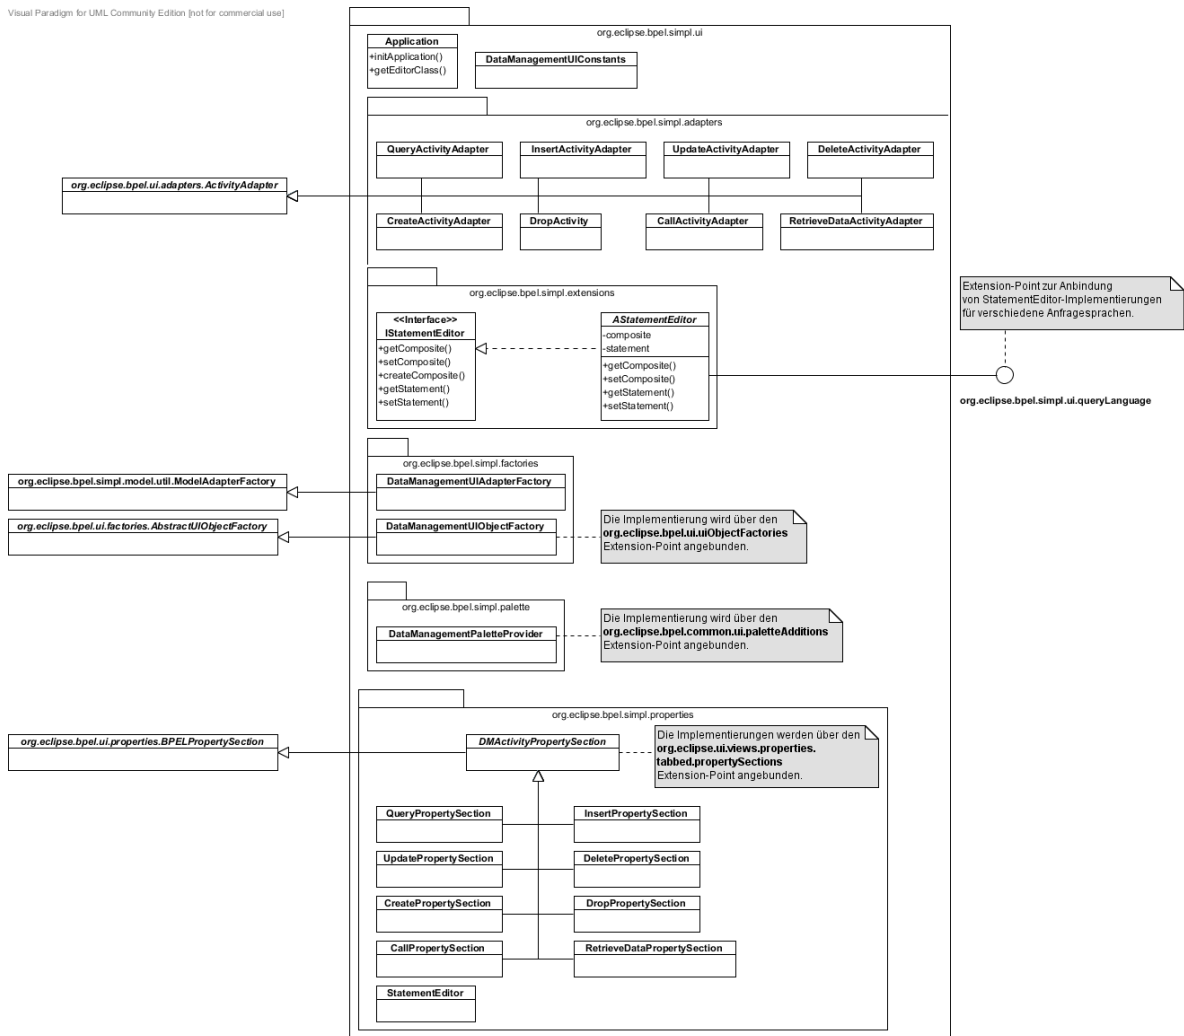 Visual Paradigm for UML Community Edition [not for commercial use]
org.eclipse.bpel.simpl.ui
Application
+initApplication()
+getEditorClass()
DataManagementUIConstants
org.eclipse.bpel.simpl.adapters
QueryActivityAdapter
InsertActivityAdapter
UpdateActivityAdapter
DeleteActivityAdapter
org.eclipse.bpel.ui.adapters.ActivityAdapter
CreateActivityAdapter
DropActivity
CallActivityAdapter
RetrieveDataActivityAdapter
org.eclipse.bpel.simpl.extensions
<<Interface>>
IStatementEditor
+getComposite()
+setComposite()
+createComposite()
+getStatement()
+setStatement()
AStatementEditor
-composite
-statement
+getComposite()
+setComposite()
+getStatement()
+setStatement()
Extension-Point zur Anbindung
von StatementEditor-Implementierungen
für verschiedene Anfragesprachen.
org.eclipse.bpel.simpl.ui.queryLanguage
org.eclipse.bpel.simpl.factories
org.eclipse.bpel.simpl.model.util.ModelAdapterFactory
DataManagementUIAdapterFactory
org.eclipse.bpel.ui.factories.AbstractUIObjectFactory
DataManagementUIObjectFactory
Die Implementierung wird über den
org.eclipse.bpel.ui.uiObjectFactories
Extension-Point angebunden.
org.eclipse.bpel.simpl.palette
DataManagementPaletteProvider
Die Implementierung wird über den
org.eclipse.bpel.common.ui.paletteAdditions
Extension-Point angebunden.
org.eclipse.bpel.simpl.properties
org.eclipse.bpel.ui.properties.BPELPropertySection
DMActivityPropertySection
Die Implementierungen werden über den
org.eclipse.ui.views.properties.
tabbed.propertySections
Extension-Point angebunden.
QueryPropertySection
InsertPropertySection
UpdatePropertySection
DeletePropertySection
CreatePropertySection
DropPropertySection
CallPropertySection
RetrieveDataPropertySection
StatementEditor